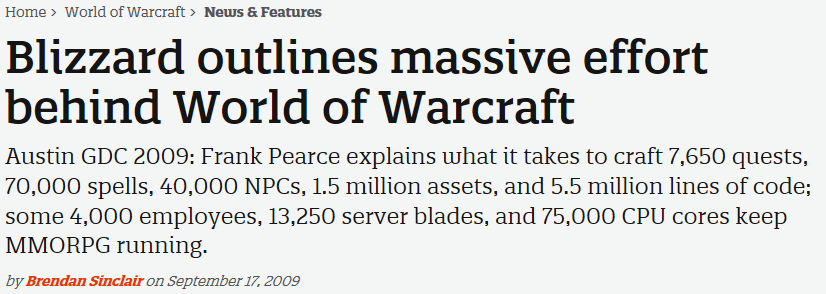 Home > World of Warcraft > News & Features
Blizzard outlines massive effort
behind World of Warcraft
Austin GDC 2009: Frank Pearce explains what it takes to craft 7,650 quests,
70,000 spells, 40,000 NPCs, 1.5 million assets, and 5.5 million lines of code;
some 4,000 employees, 13,250 server blades, and 75,000 CPU cores keep
MMORPG running.
by Brendan Sinclair on September 17, 2009